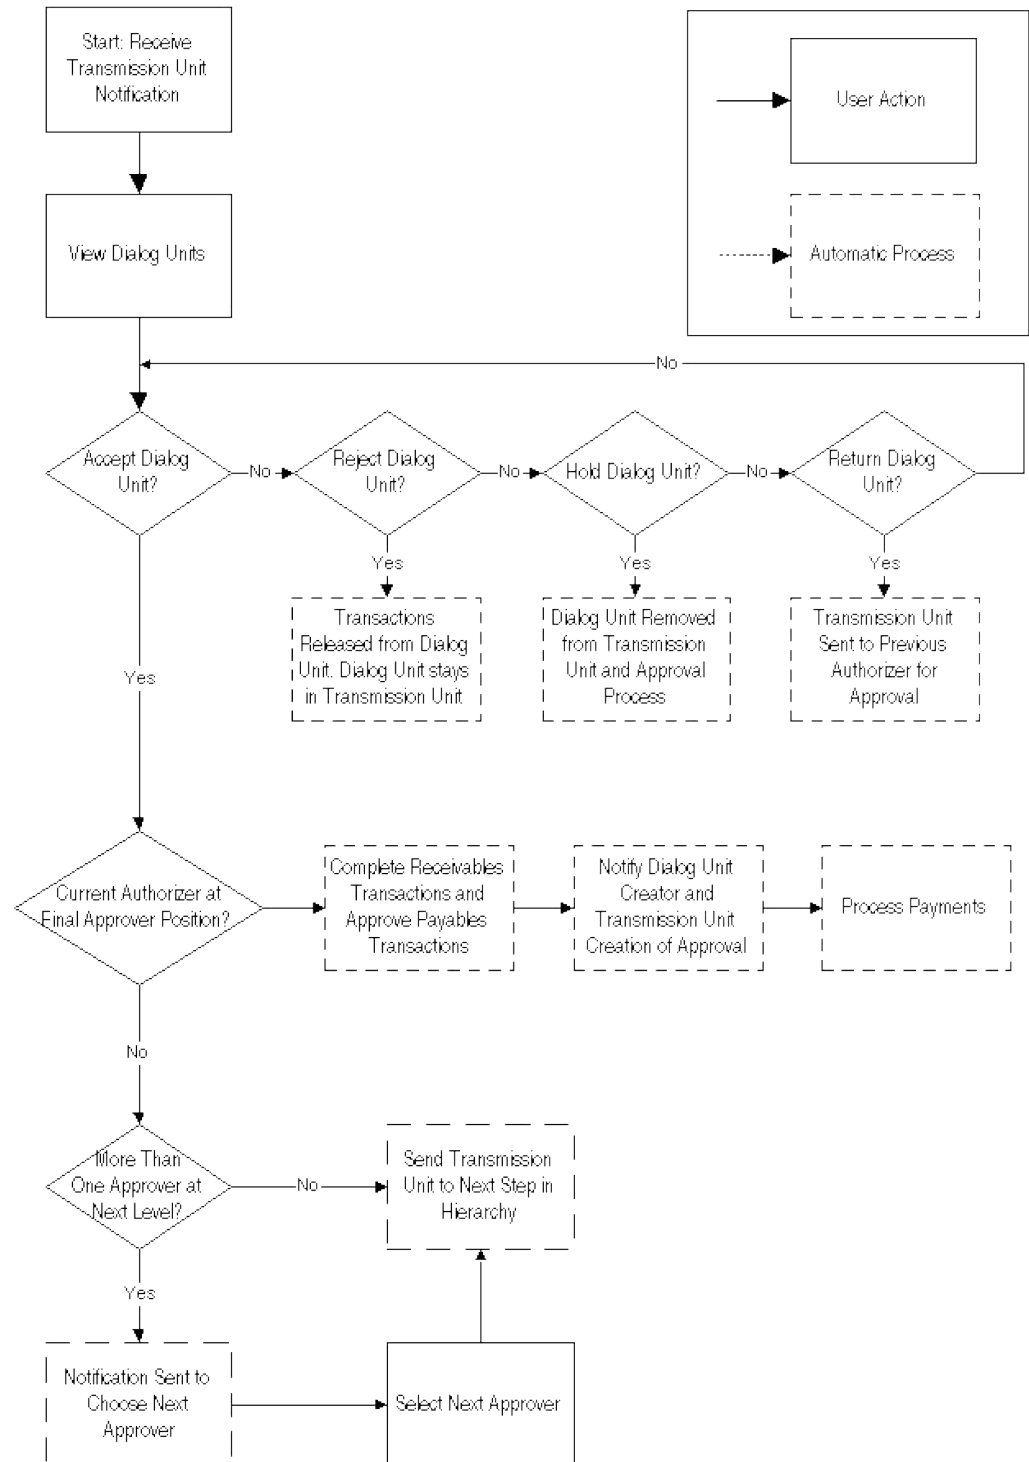 Start: Receive
Transmission Unit
Notification
User Action
View Dialog Units
Automatic Process
No
Accept Dialog
Unit?
No
Reject Dialog
Unit?
No
Hold Dialog Unit?
No
Return Dialog
Unit?
Yes
Yes
Yes
Transactions
Released from Dialog
Unit. Dialog Unit stays
in Transmission Unit
Dialog Unit Removed
from Transmission
Unit and Approval
Process
Transmission Unit
Sent to Previous
Authorizer for
Approval
Yes
Current Authorizer at
Final Approver Position?
Complete Receivables
Transactions and
Approve Payables
Transactions
Notify Dialog Unit
Creator and
Transmission Unit
Creation of Approval
Process Payments
No
More Than
One Approver at
Next Level?
No
Send Transmission
Unit to Next Step in
Hierarchy
Yes
Notification Sent to
Choose Next
Approver
Select Next Approver